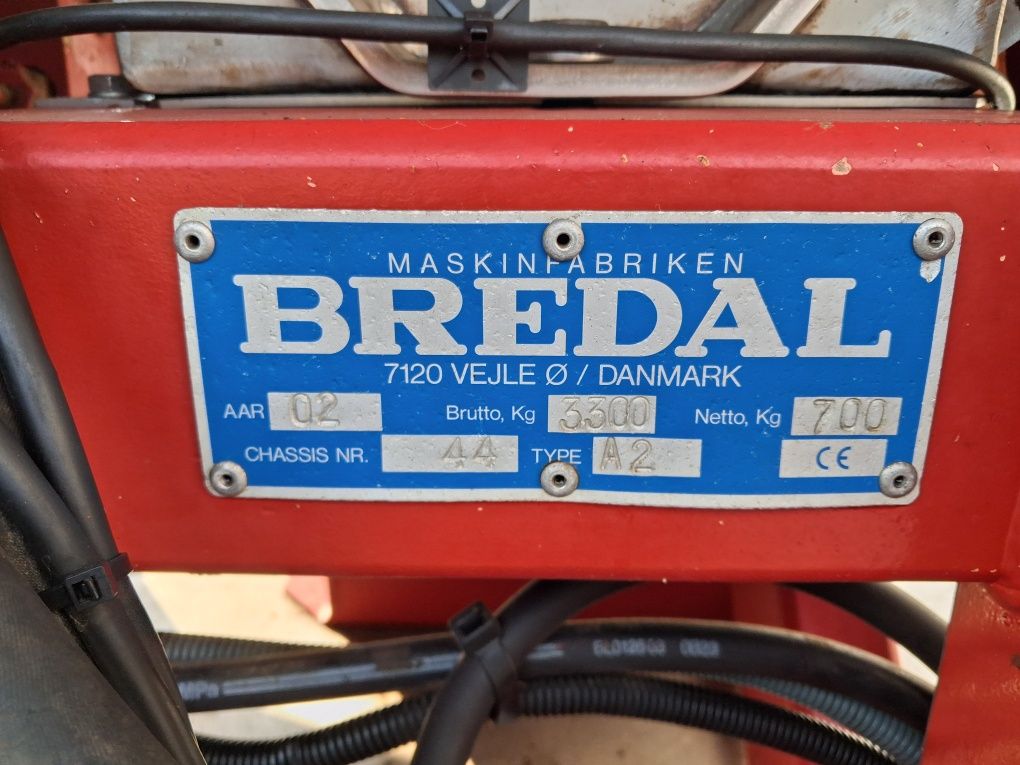 MASKINFABRIKEN
BREDAL
7120 VEJLE Ø / DANMARK
AAR 02 Brutto, Kg 3300 Netto, Kg 700
CHASSIS NR. 44 TYPE A2 CE
MPa